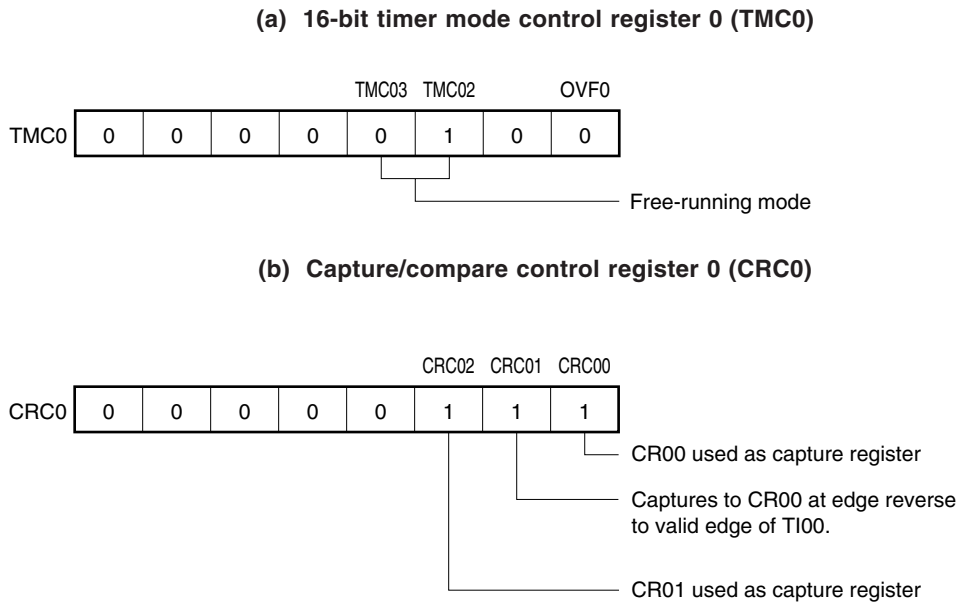 (a) 16-bit timer mode control register 0 (TMC0)
TMC03 TMC02 OVF0
TMC0 0 0 0 0 0 1 0 0
Free-running mode
(b) Capture/compare control register 0 (CRC0)
CRC02 CRC01 CRC00
CRC0 0 0 0 0 0 1 1 1
CR00 used as capture register
Captures to CR00 at edge reverse
to valid edge of TI00.
CR01 used as capture register